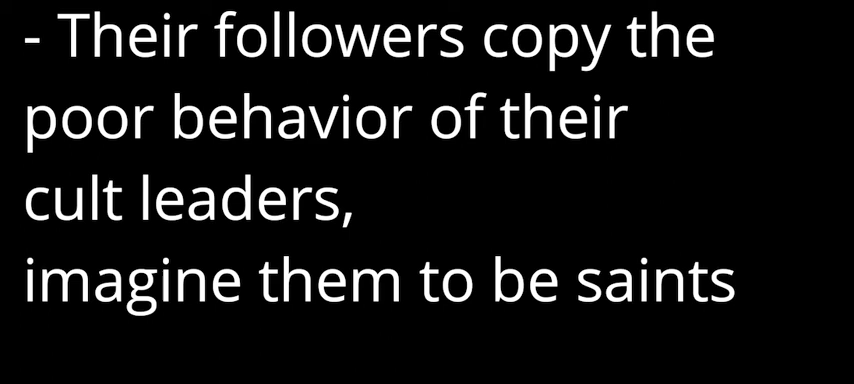 - Their followers copy the
poor behavior of their
cult leaders,
imagine them to be saints